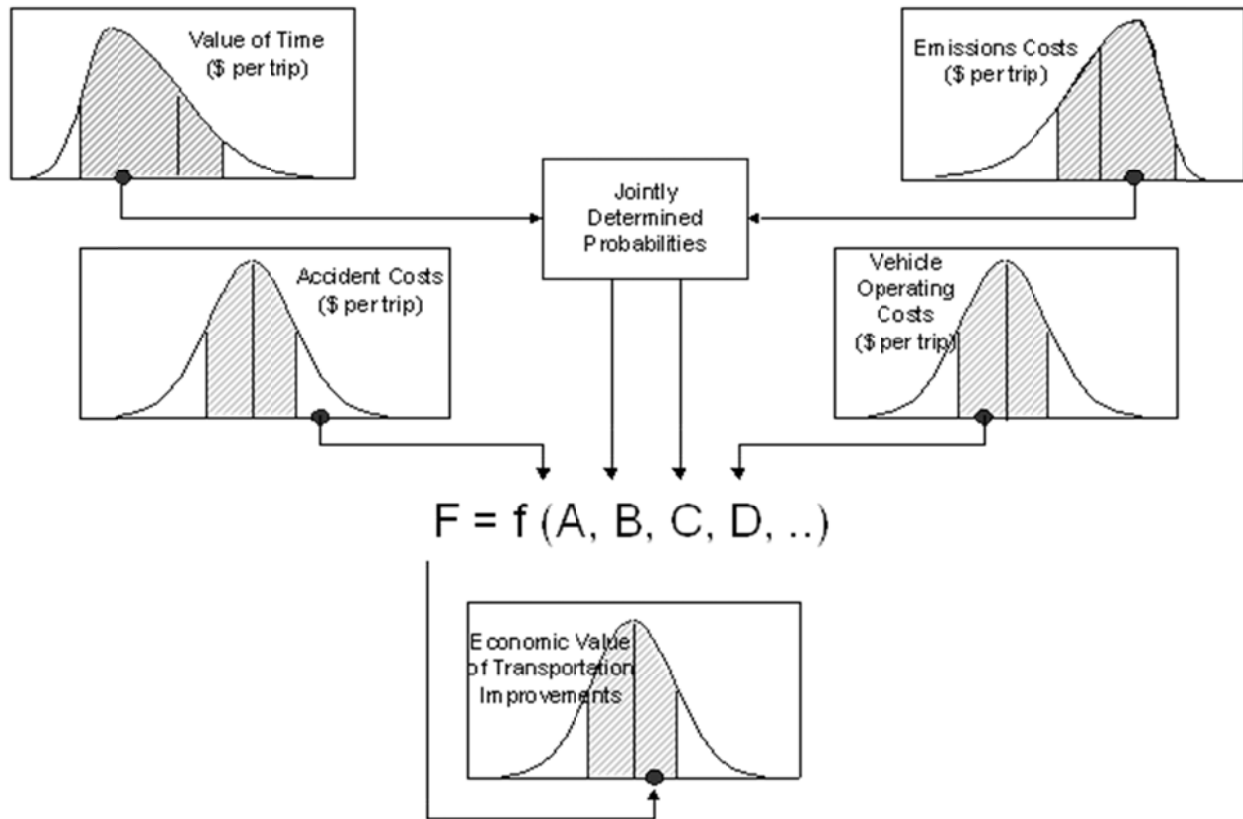 Value of Time
($ per trip)
Emissions Costs
($ per trip)
Jointly
Determined
Probabilities
Accident Costs
($ per trip)
Vehicle
Operating
Costs
($ per trip)
F = f (A, B, C, D, ..)
Economic Value
of Transportation
Improvements